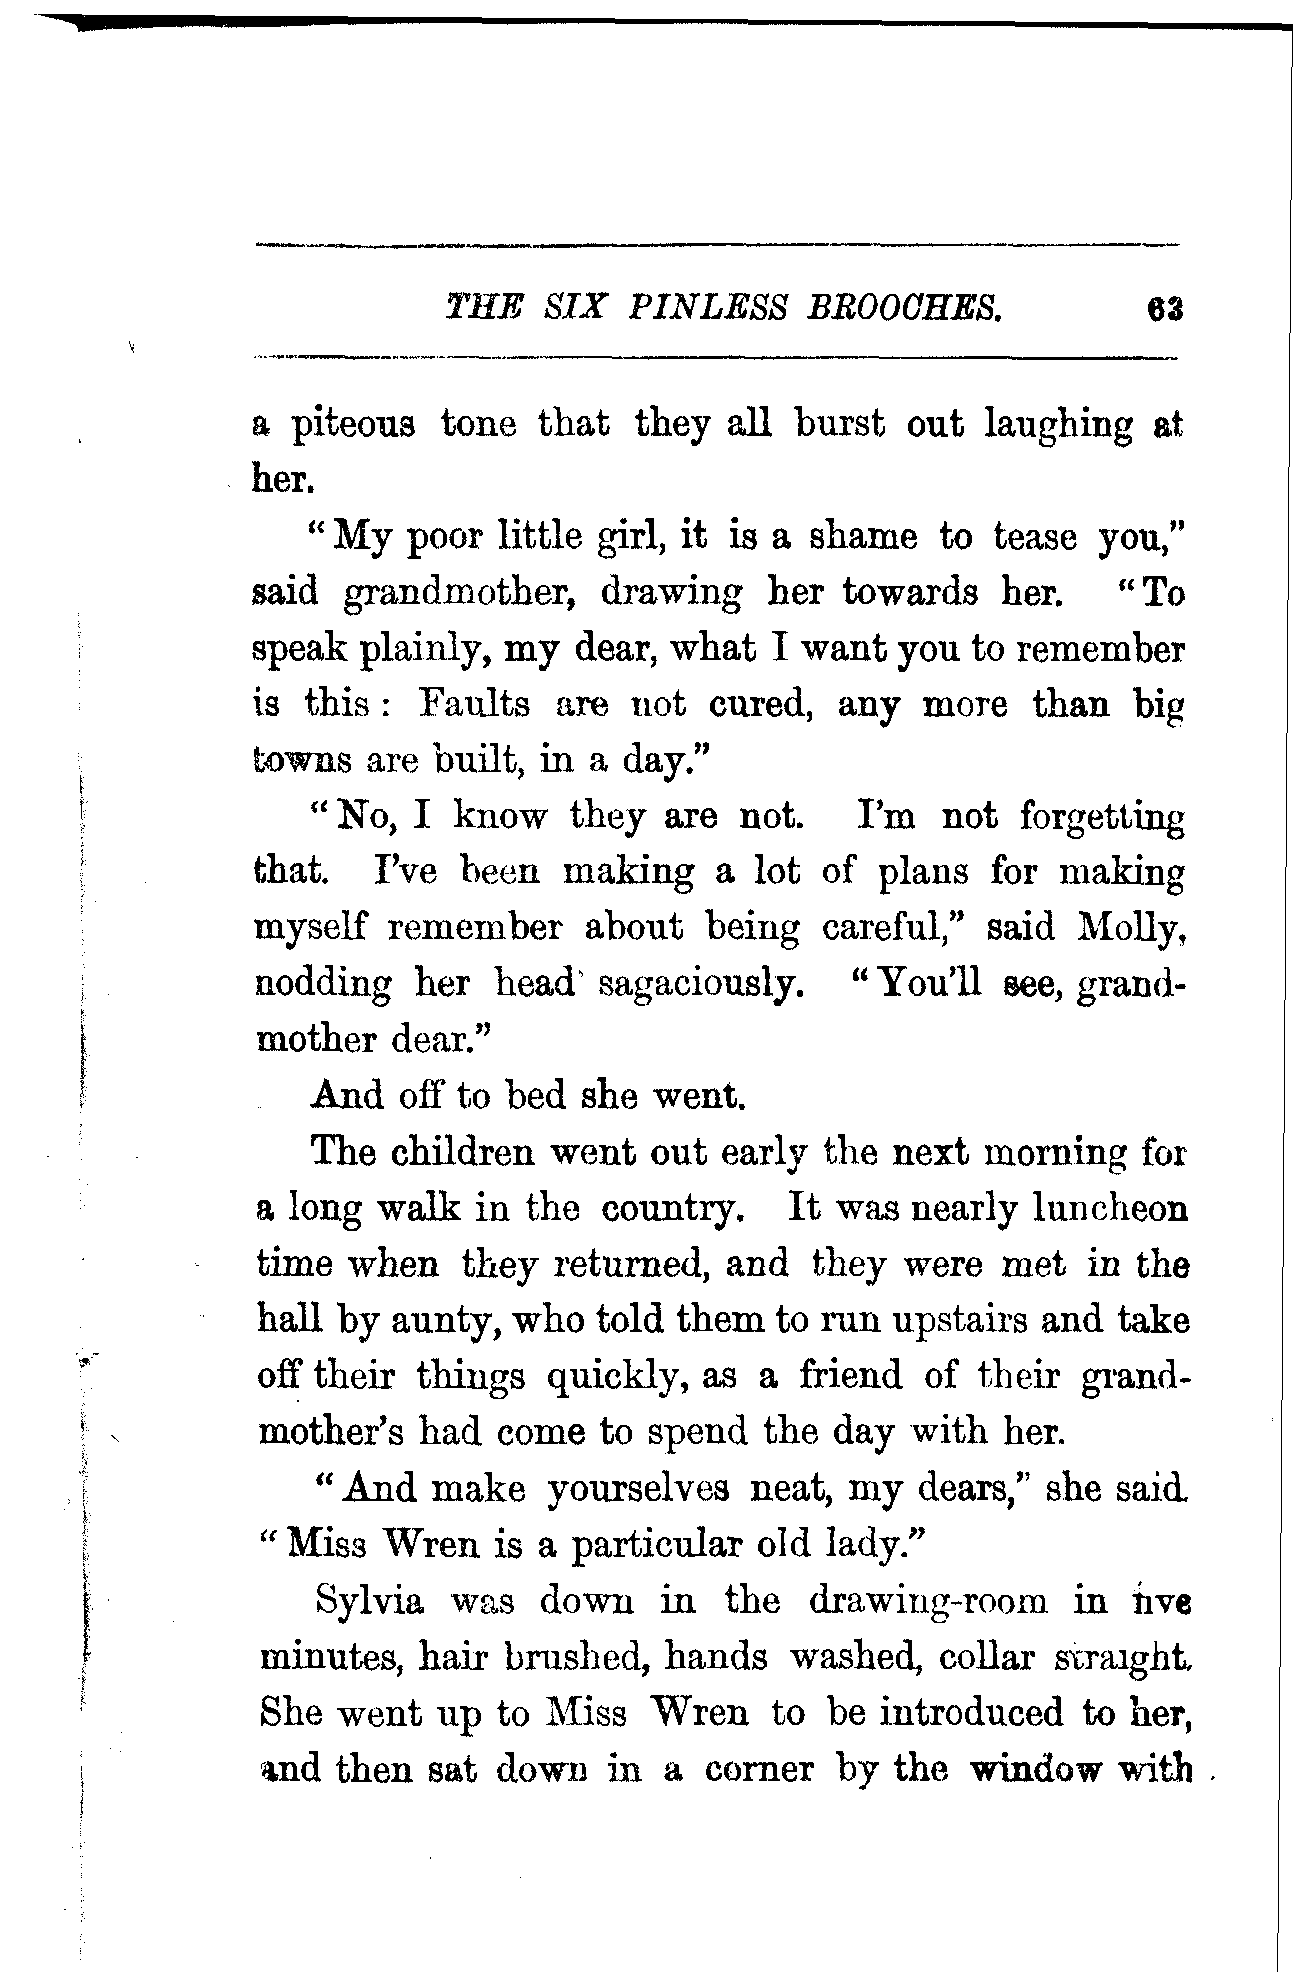 THE SIX PINLESS BROOCHES. 63
a piteous tone that they all burst out laughing at
her.
“My poor little girl, it is a shame to tease you,”
said grandmother, drawing her towards her. “To
speak plainly, my dear, what I want you to remember
is this: Faults are not cured, any more than big
towns are built, in a day.”
“No, I know they are not. I’m not forgetting
that. I’ve been making a lot of plans for making
myself remember about being careful,” said Molly,
nodding her head sagaciously. “You’ll see, grand-
mother dear.”
And off to bed she went.
The children went out early the next morning for
a long walk in the country. It was nearly luncheon
time when they returned, and they were met in the
hall by aunty, who told them to run upstairs and take
off their things quickly, as a friend of their grand-
mother’s had come to spend the day with her.
“And make yourselves neat, my dears,” she said.
“Miss Wren is a particular old lady.”
Sylvia was down in the drawing-room in five
minutes, hair brushed, hands washed, collar straight.
She went up to Miss Wren to be introduced to her,
and then sat down in a corner by the window with